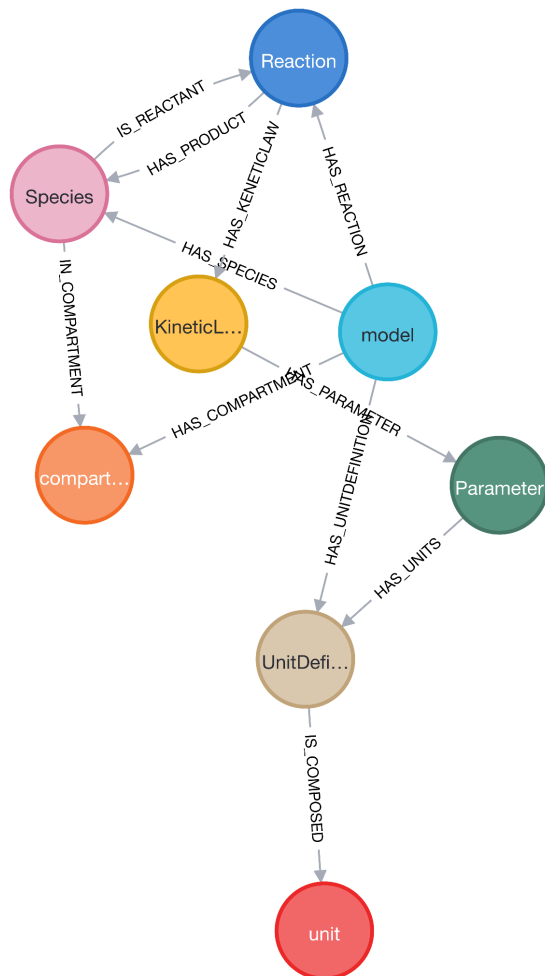 Reaction
IS_REACTANT
HAS_PRODUCT
HAS_KENETICLAW
HAS_REACTION
Species
HAS_SPECIES
IN_COMPARTMENT
KineticL...
model
HAS_COMPARTMENT
HAS_PARAMETER
compart...
HAS_UNITDEFINITION
Parameter
HAS_UNITS
UnitDefi...
IS_COMPOSED
unit